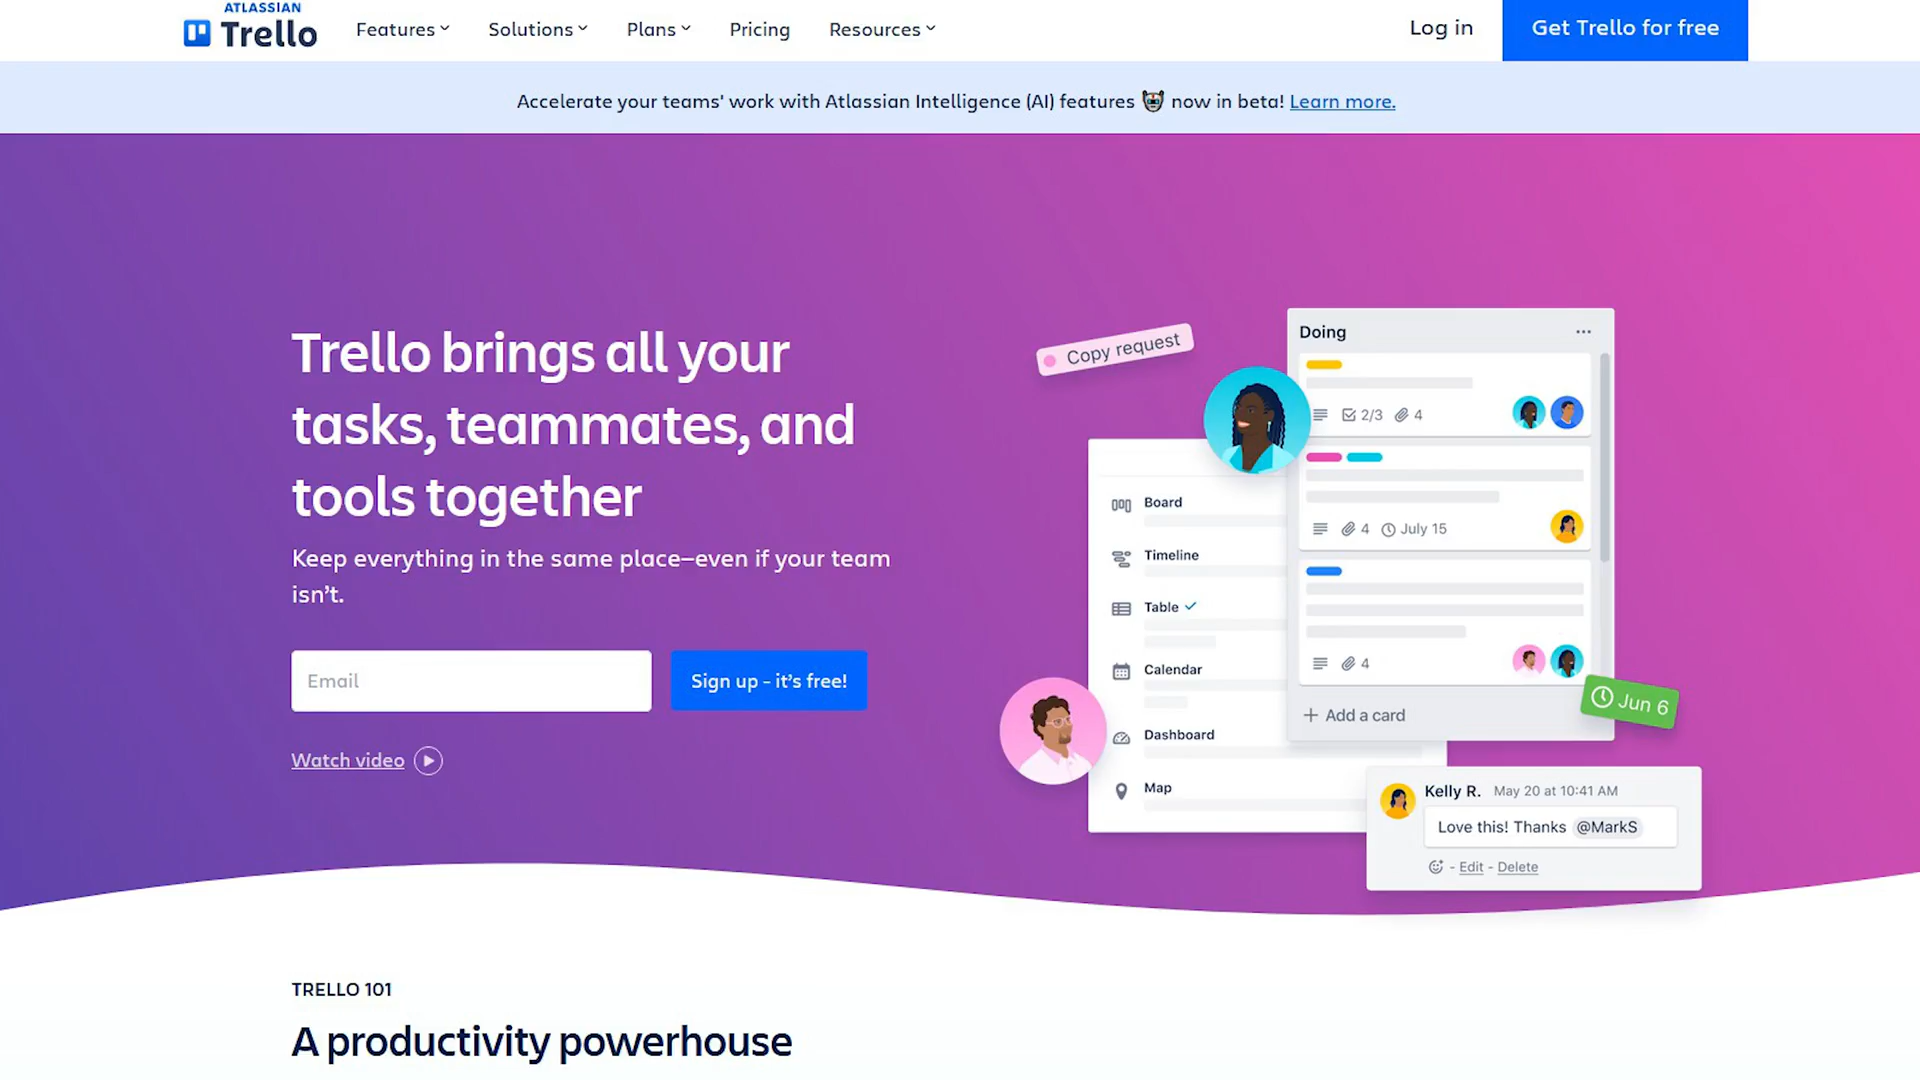 ATLASSIAN
Trello
Features
Solutions
Plans
Pricing
Resources
Log in
Get Trello for free
Accelerate your teams' work with Atlassian Intelligence (AI) features now in beta! Learn more.
Trello brings all your
tasks, teammates, and
tools together
Keep everything in the same place—even if your team
isn’t.
Email
Sign up - it’s free!
Watch video
Copy request
Doing
2/3 4
4 July 15
4
Add a card
Jun 6
Board
Timeline
Table
Calendar
Dashboard
Map
Kelly R. May 20 at 10:41 AM
Love this! Thanks @MarkS
- Edit - Delete
TRELLO 101
A productivity powerhouse